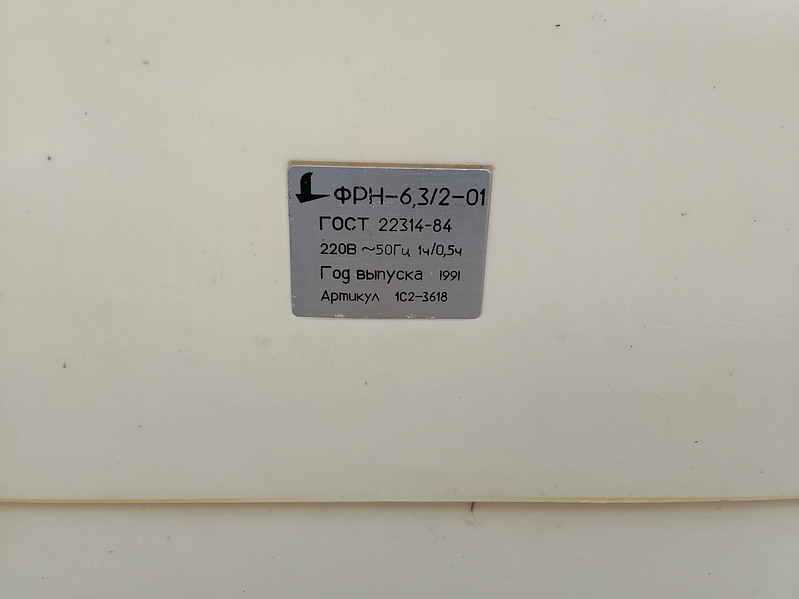 ФРН-6,3/2-01
ГОСТ 22314-84
220В ~50Гц 1ч/0,5ч
Год выпуска 1991
Артикул 1С2-3618